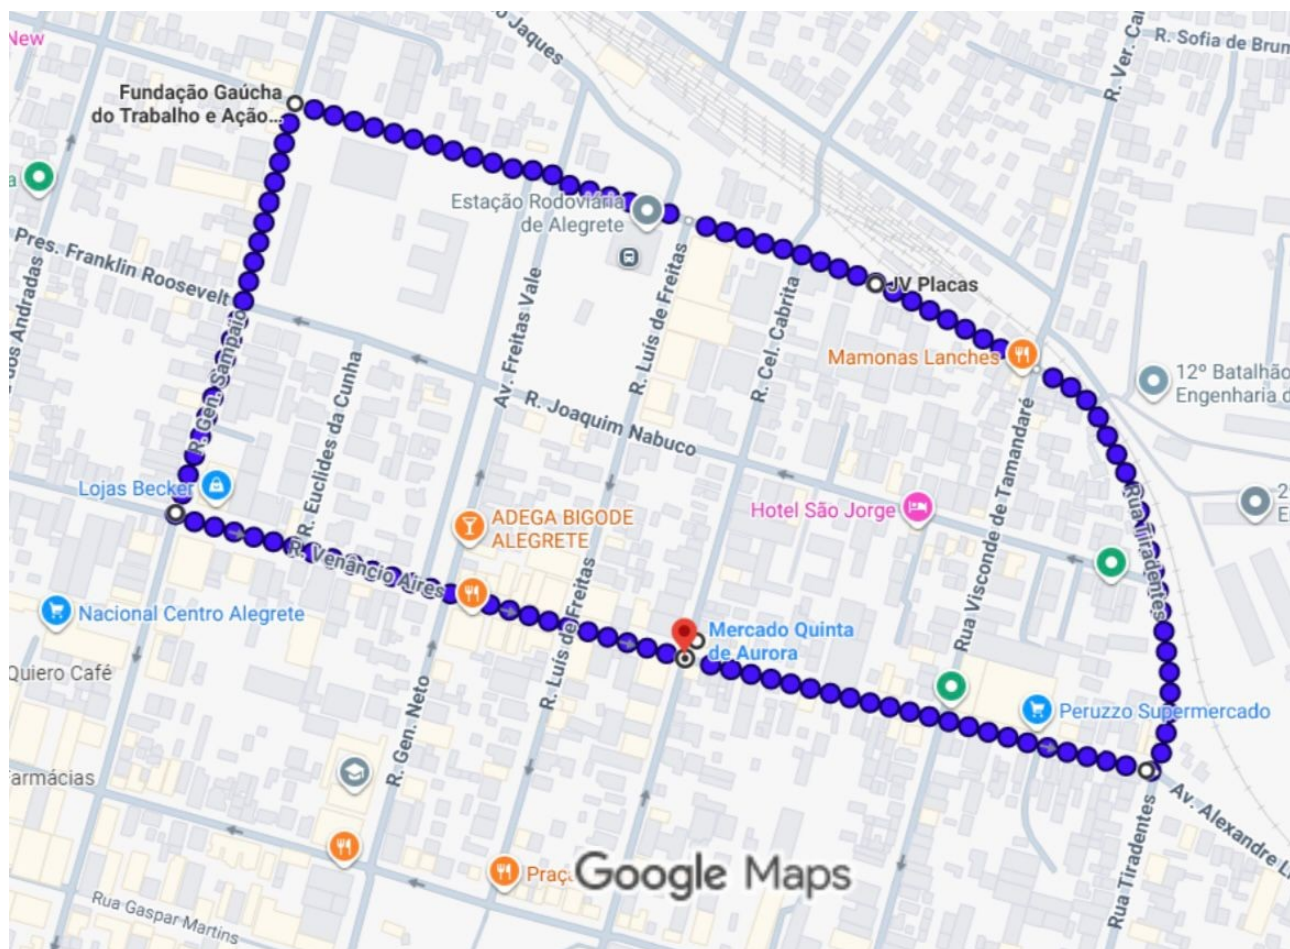 New
Jaques
R. Sofia de Brum
R. Ver. Ca
Fundação Gaúcha
do Trabalho e Ação...
a
Estação Rodoviária
de Alegrete
Pres. Franklin Roosevelt
Andradas
R. Gen. Sampaio
R. Euclides da Cunha
Av. Freitas Vale
R. Luís de Freitas
R. Cel. Cabrita
JV Placas
Mamonas Lanches
12º Batalhão
Engenharia d
R. Joaquim Nabuco
Rua Visconde de Tamandaré
Rua Tiradentes
Lojas Becker
Hotel São Jorge
2º
E
ADEGA BIGODE
ALEGRETE
R. Venâncio Aires
Nacional Centro Alegrete
R. Luís de Freitas
Mercado Quinta
de Aurora
Quiero Café
R. Gen. Neto
Peruzzo Supermercado
Farmácias
Av. Alexandre Li
Praça
Google Maps
Rua Tiradentes
Rua Gaspar Martins